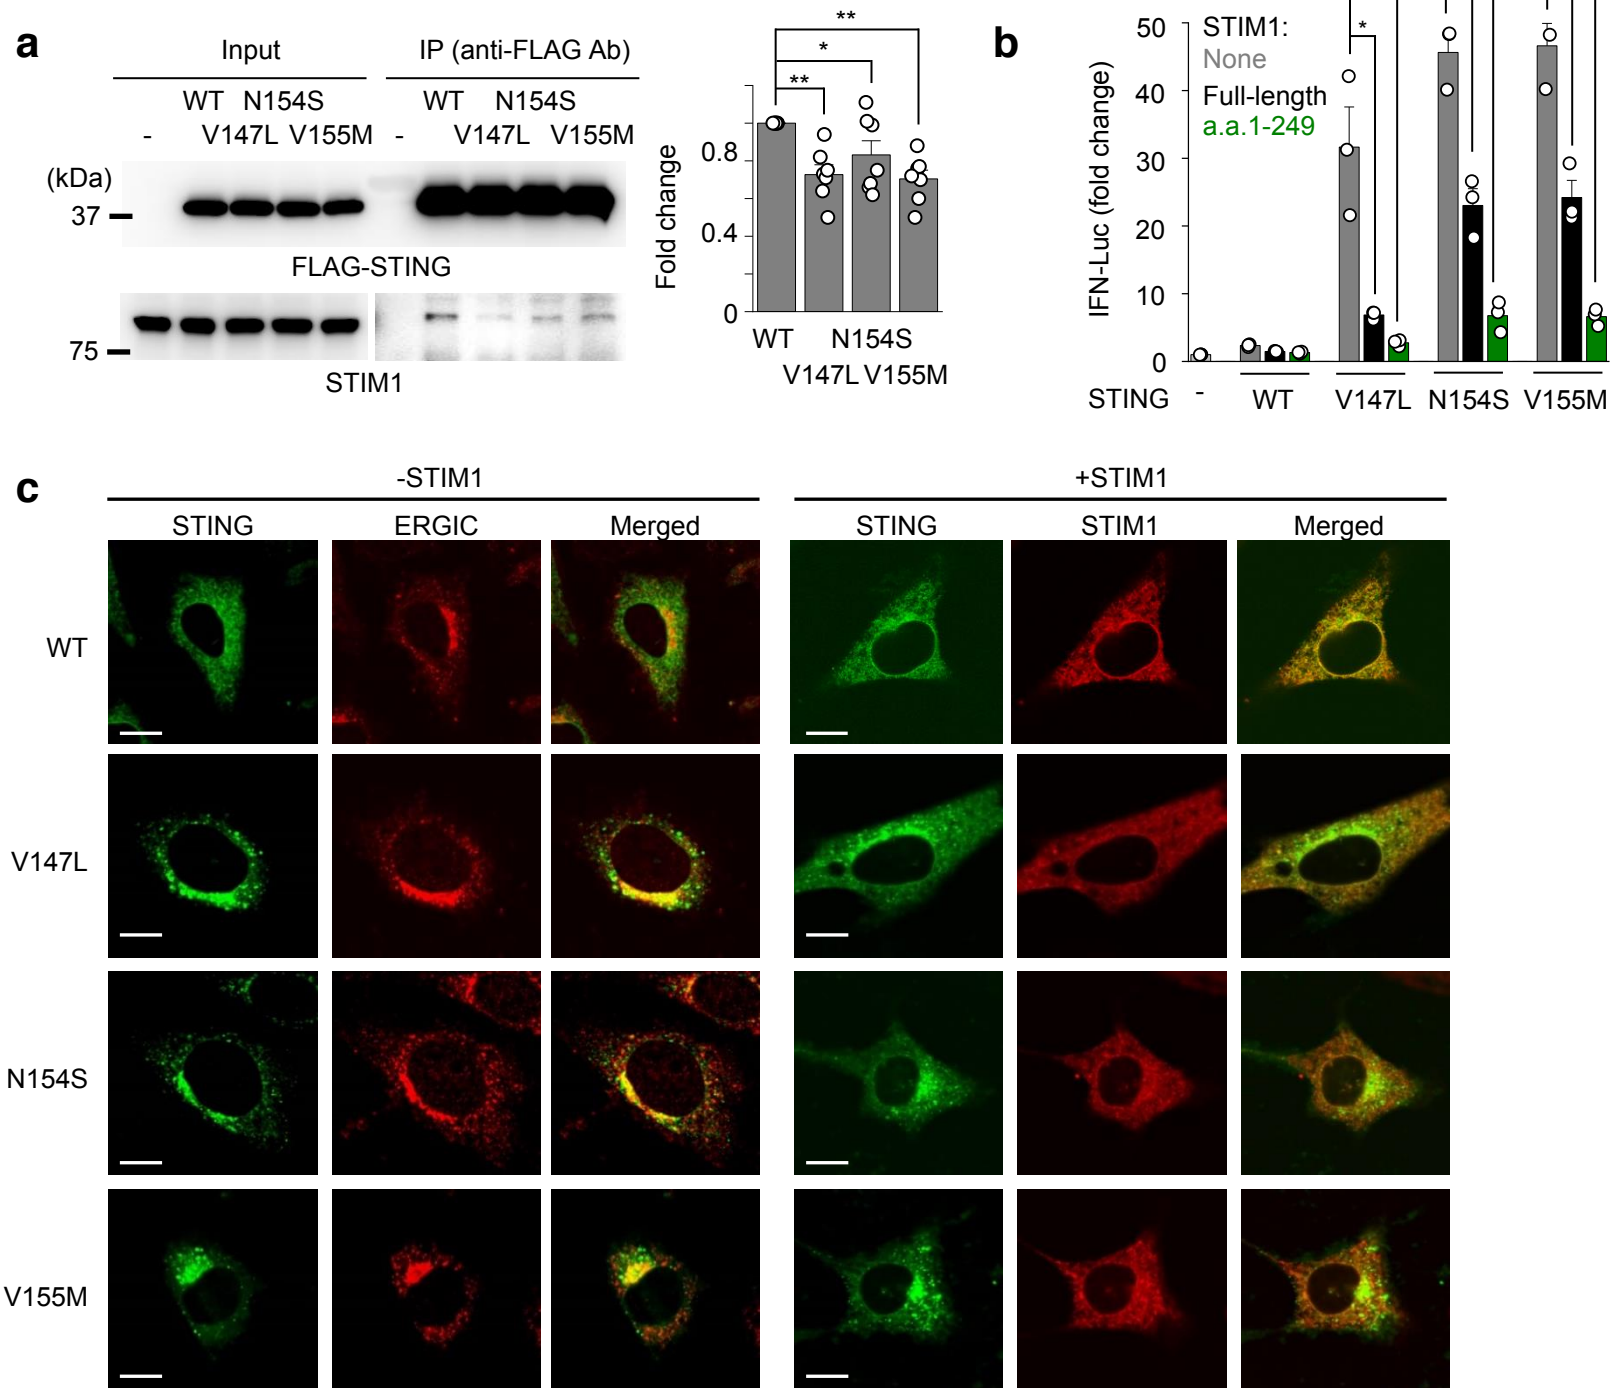 a
Input
IP (anti-FLAG Ab)
WT N154S
WT N154S
- V147L V155M
- V147L V155M
(kDa)
37
FLAG-STING
75
STIM1
**
*
**
Fold change
0.8
0.4
0
WT N154S
V147L V155M
b
STIM1:
None
Full-length
a.a.1-249
*
IFN-Luc (fold change)
50
40
30
20
10
0
STING - WT V147L N154S V155M
c
-STIM1
+STIM1
STING ERGIC Merged
STING STIM1 Merged
WT
V147L
N154S
V155M